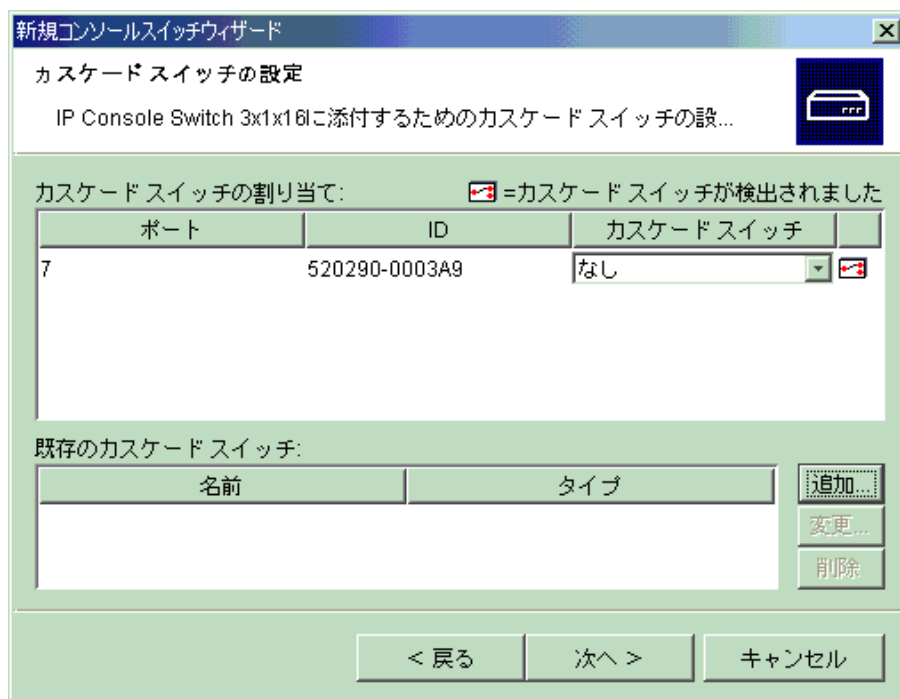 新規コンソールスイッチウィザード
カスケード スイッチの設定
IP Console Switch 3x1x16に添付するためのカスケード スイッチの設...
カスケード スイッチの割り当て: =カスケード スイッチが検出されました
ポート ID カスケード スイッチ
7 520290-0003A9 なし
既存のカスケード スイッチ:
名前 タイプ
追加...
変更...
削除
< 戻る 次へ > キャンセル